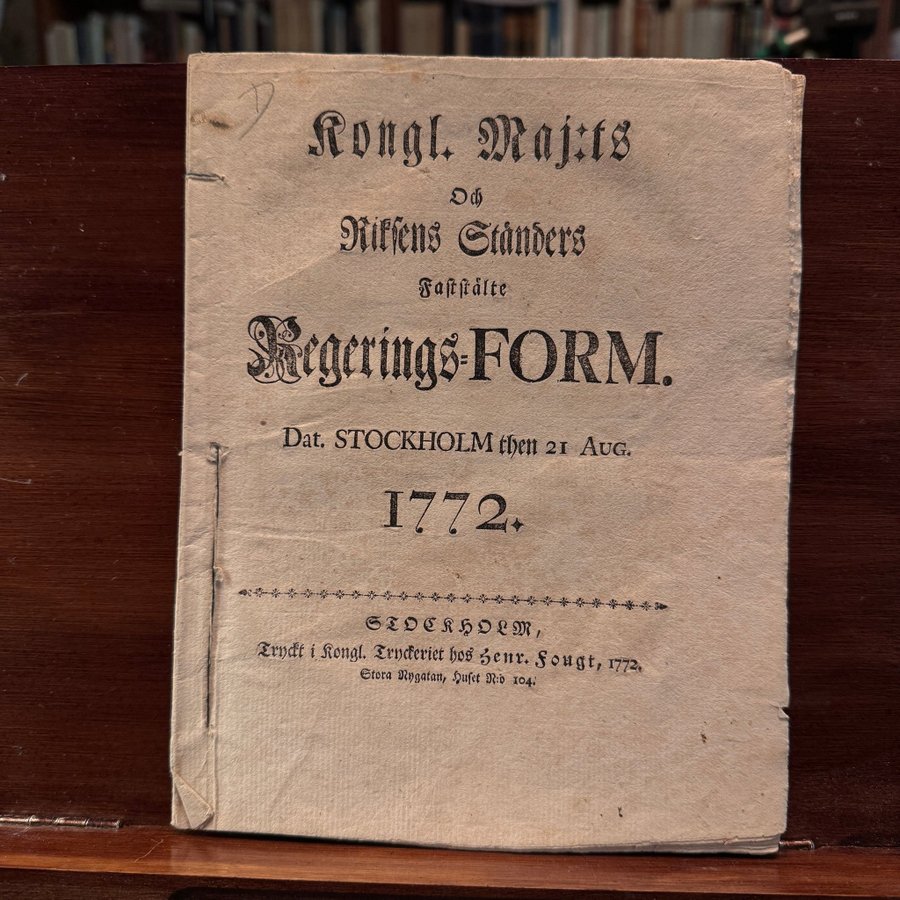 D
Kongl. Maj:ts
Och
Riksens Ständers
Faststälte
Regerings-FORM.
Dat. STOCKHOLM then 21 AUG.
1772.
STOCKHOLM,
Tryckt i Kongl. Tryckeriet hos Henr. Fougt, 1772.
Stora Nygatan, Huset N:o 104.